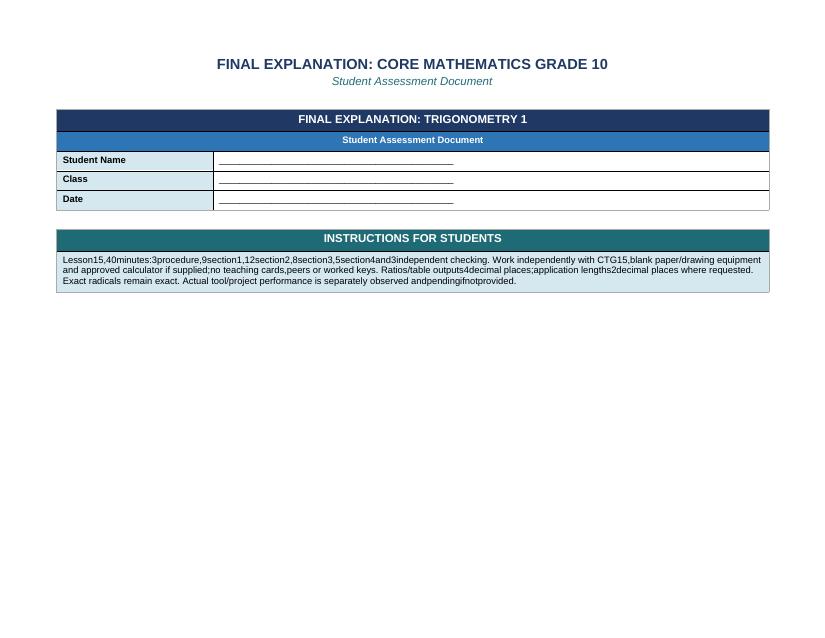 FINAL EXPLANATION: CORE MATHEMATICS GRADE 10
Student Assessment Document
FINAL EXPLANATION: TRIGONOMETRY 1
Student Assessment Document
Student Name ___________________________________________
Class ___________________________________________
Date ___________________________________________
INSTRUCTIONS FOR STUDENTS
Lesson15,40minutes:3procedure,9section1,12section2,8section3,5section4and3independent checking. Work independently with CTG15,blank paper/drawing equipment
and approved calculator if supplied;no teaching cards,peers or worked keys. Ratios/table outputs4decimal places;application lengths2decimal places where requested.
Exact radicals remain exact. Actual tool/project performance is separately observed andpendingifnotprovided.